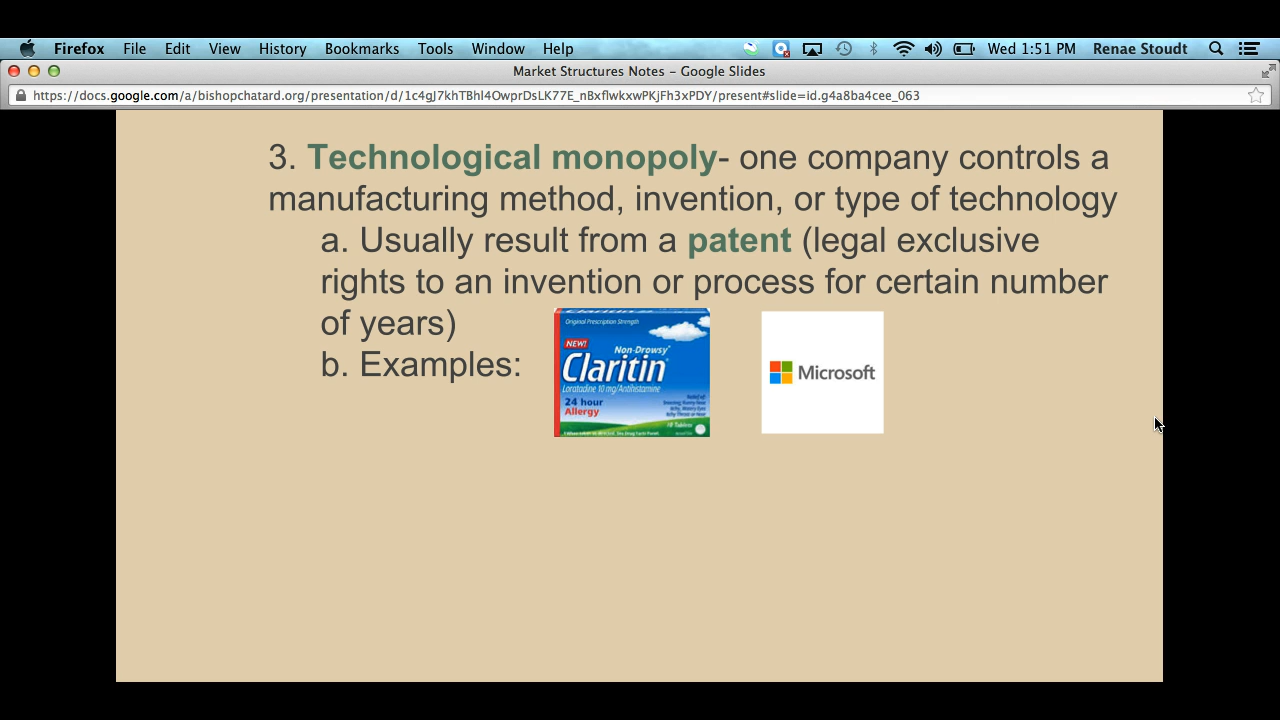 Firefox File Edit View History Bookmarks Tools Window Help Wed 1:51 PM Renae Stoudt
Market Structures Notes - Google Slides
https://docs.google.com/a/bishopchatard.org/presentation/d/1c4gJ7khTBhI4OwprDsLK77E_nBxflwkxwPKjFh3xPDY/present#slide=id.g4a8ba4cee_063
3. Technological monopoly- one company controls a
manufacturing method, invention, or type of technology
a. Usually result from a patent (legal exclusive
rights to an invention or process for certain number
of years)
b. Examples:
Original Prescription Strength
NEW!
Non-Drowsy
Claritin
Loratadine 10 mg/Antihistamine
24 hour
Allergy
Microsoft